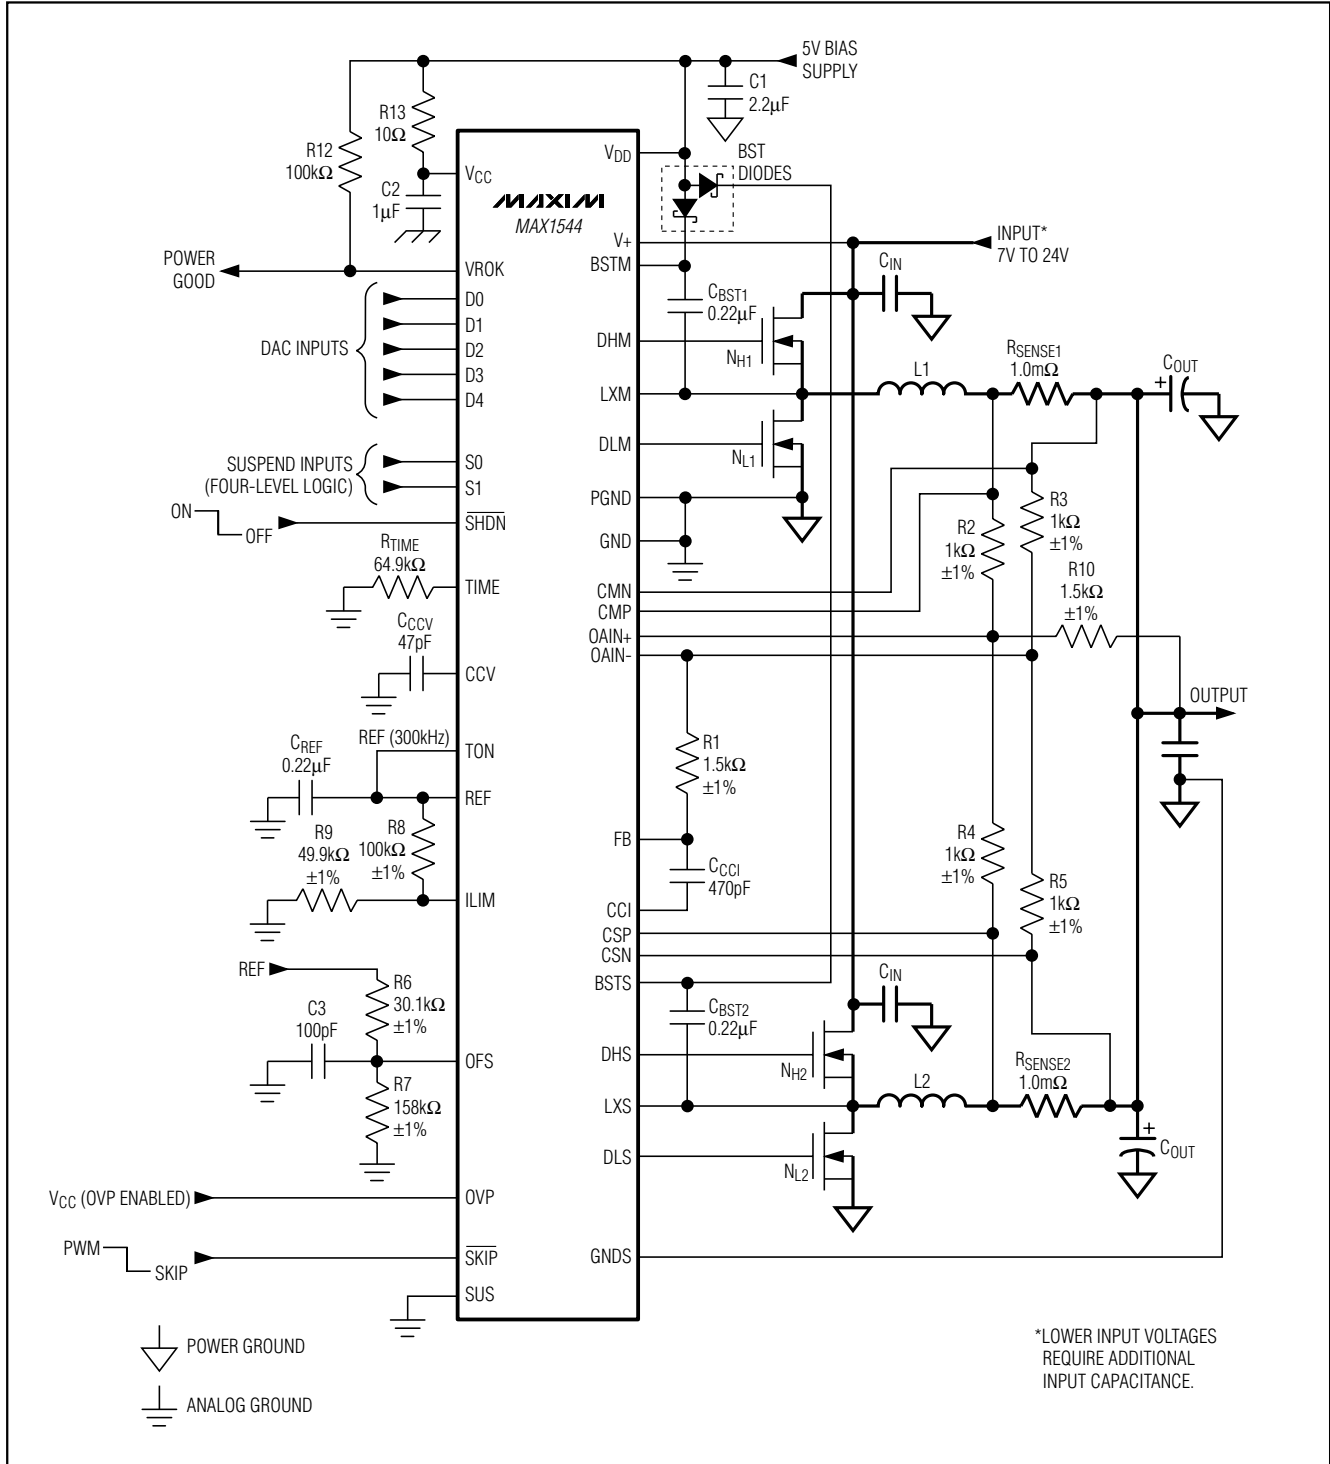 5V BIAS
SUPPLY
C1
2.2µF
R13
10Ω
R12
100kΩ
VDD
BST
DIODES
VCC
C2
1µF
MAXIM
MAX1544
V+
INPUT*
7V TO 24V
POWER
GOOD
VROK
BSTM
CIN
D0
D1
D2
D3
D4
DAC INPUTS
CBST1
0.22µF
DHM
NH1
RSENSE1
1.0mΩ
COUT
+
L1
LXM
DLM
NL1
SUSPEND INPUTS
(FOUR-LEVEL LOGIC)
S0
S1
PGND
R3
1kΩ
±1%
ON
OFF
SHDN
GND
R2
1kΩ
±1%
RTIME
64.9kΩ
TIME
R10
1.5kΩ
±1%
CMN
CMP
OAIN+
OAIN-
CCCV
47pF
CCV
OUTPUT
REF (300kHz)
TON
R1
1.5kΩ
±1%
CREF
0.22µF
REF
R9
49.9kΩ
±1%
R8
100kΩ
±1%
FB
R4
1kΩ
±1%
CCCI
470pF
R5
1kΩ
±1%
ILIM
CCI
CSP
CSN
REF
R6
30.1kΩ
±1%
BSTS
CIN
C3
100pF
CBST2
0.22µF
OFS
DHS
NH2
RSENSE2
1.0mΩ
L2
R7
158kΩ
±1%
LXS
+
COUT
DLS
NL2
VCC (OVP ENABLED)
OVP
PWM
SKIP
SKIP
GNDS
SUS
POWER GROUND
ANALOG GROUND
*LOWER INPUT VOLTAGES
REQUIRE ADDITIONAL
INPUT CAPACITANCE.